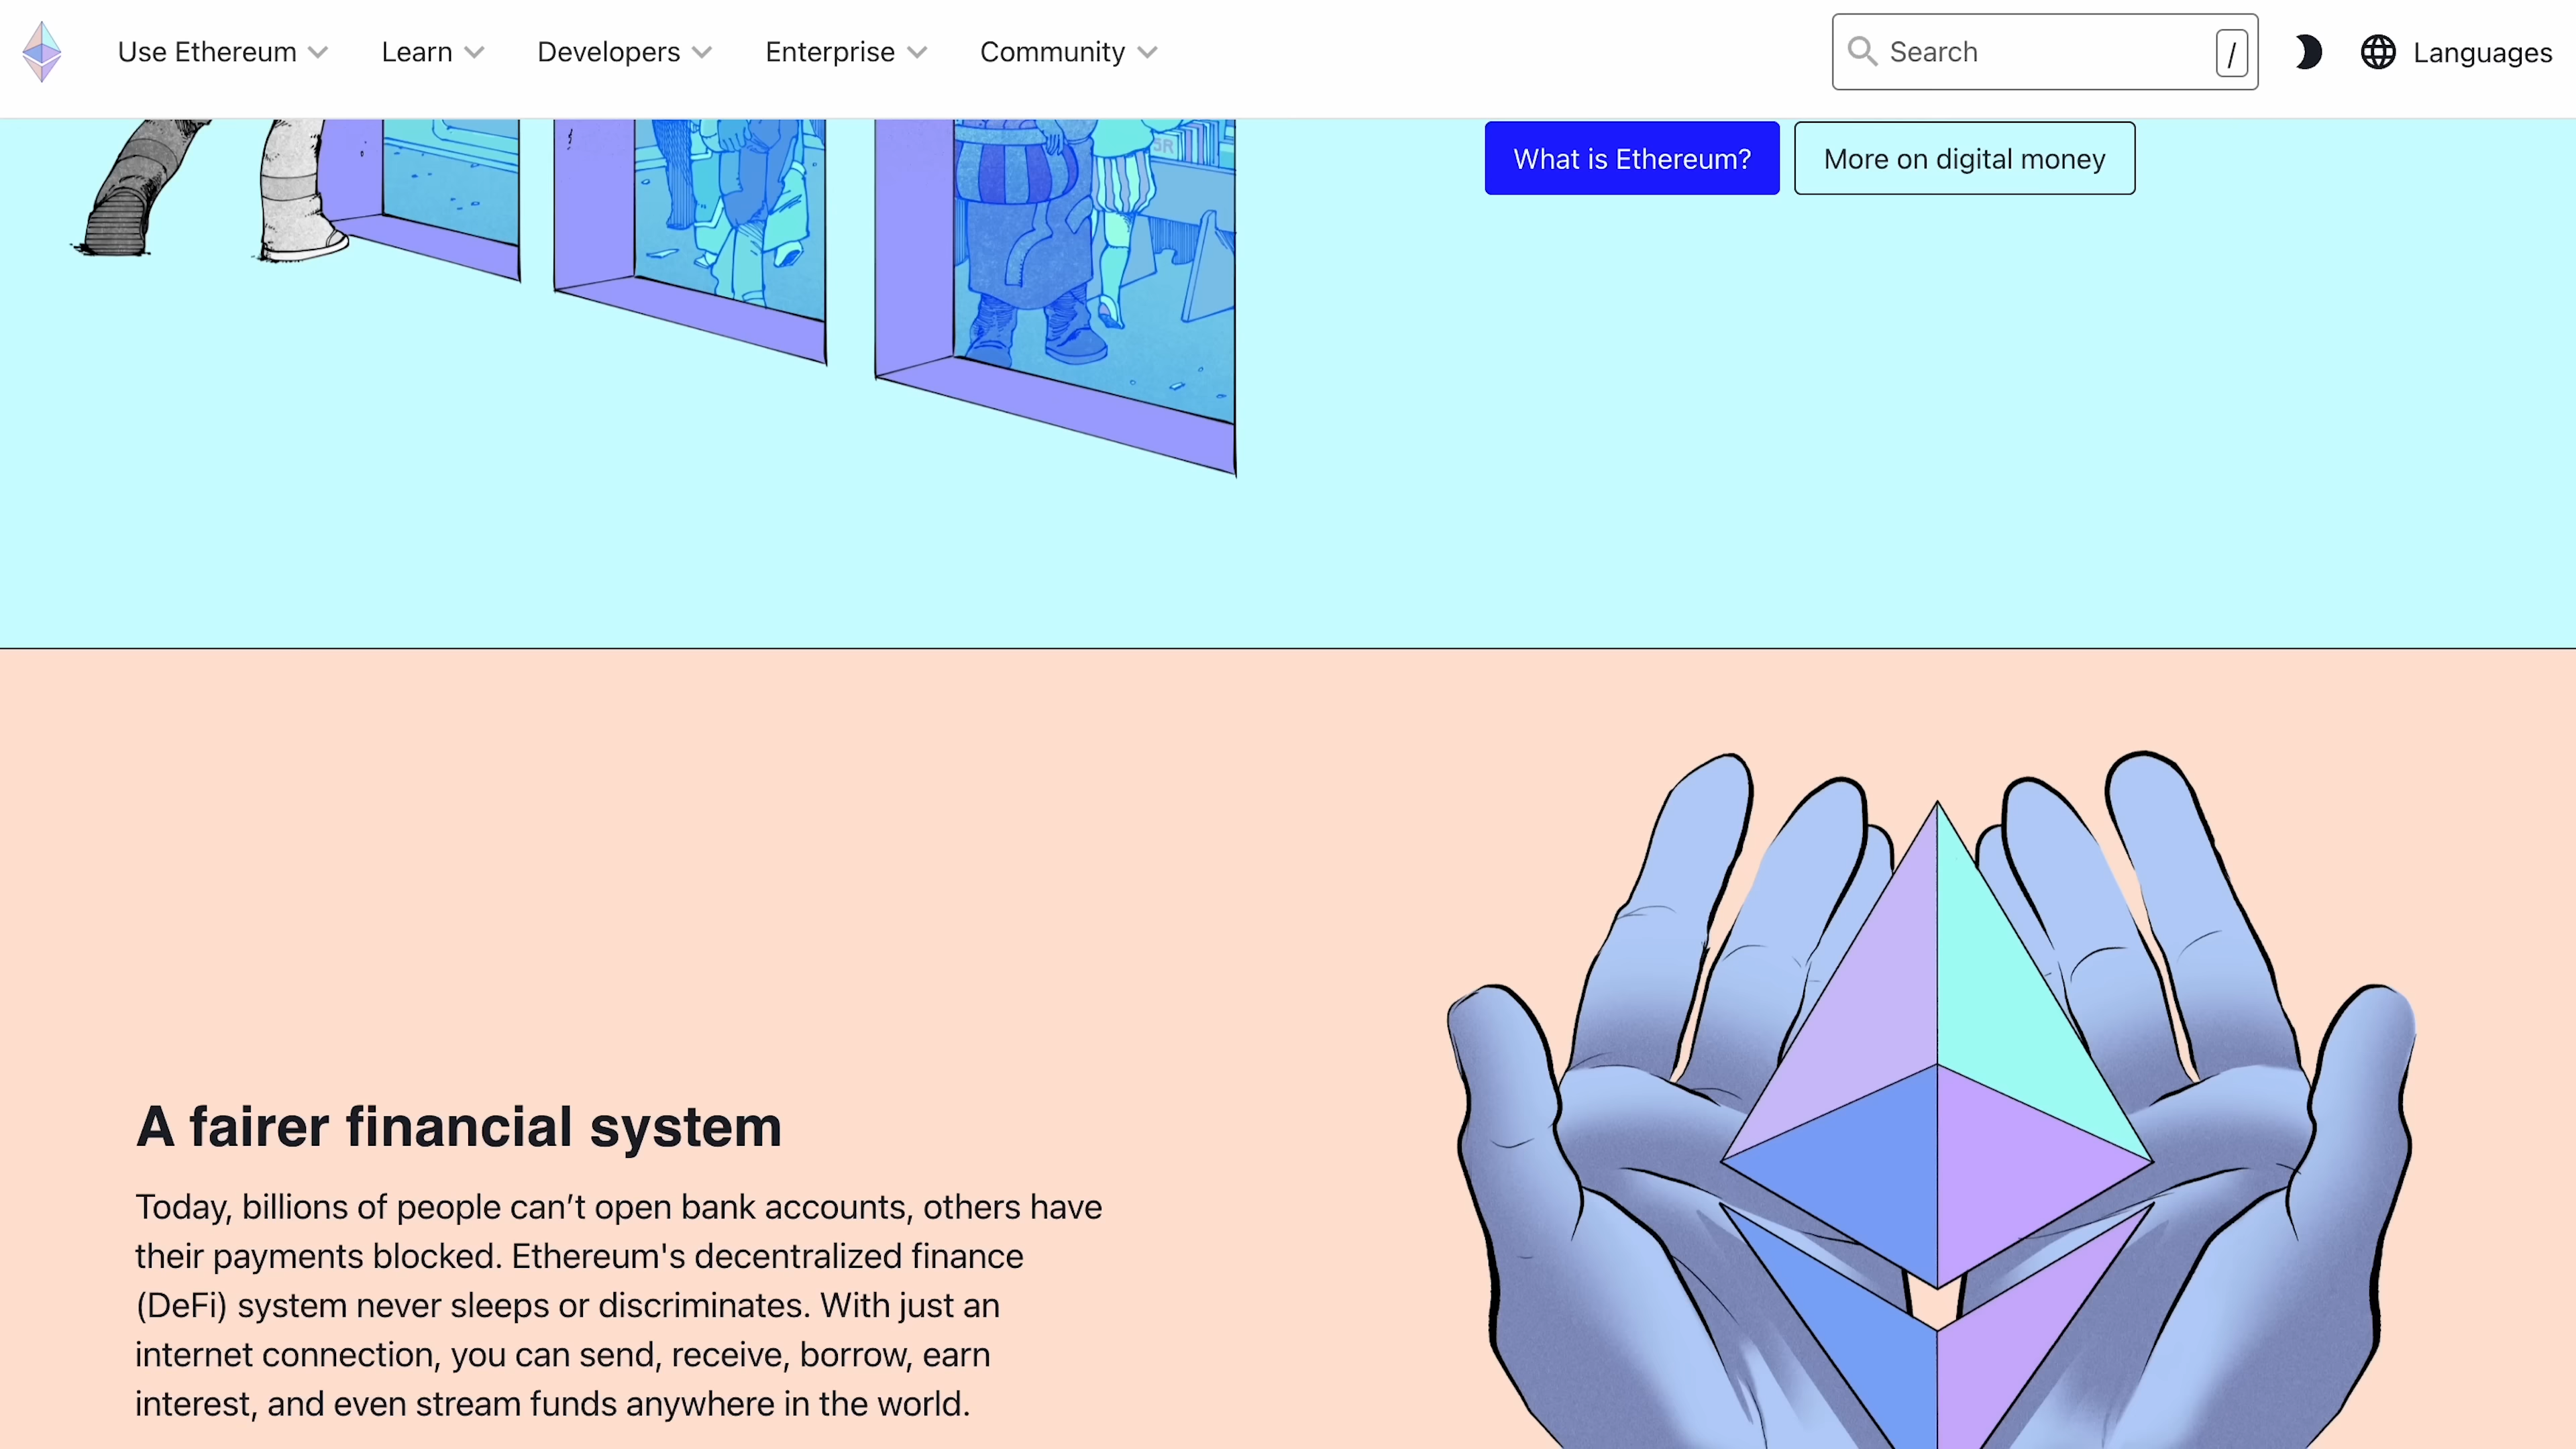 Use Ethereum
Learn
Developers
Enterprise
Community
Search
/
Languages
5R
What is Ethereum?
More on digital money
A fairer financial system
Today, billions of people can’t open bank accounts, others have
their payments blocked. Ethereum's decentralized finance
(DeFi) system never sleeps or discriminates. With just an
internet connection, you can send, receive, borrow, earn
interest, and even stream funds anywhere in the world.